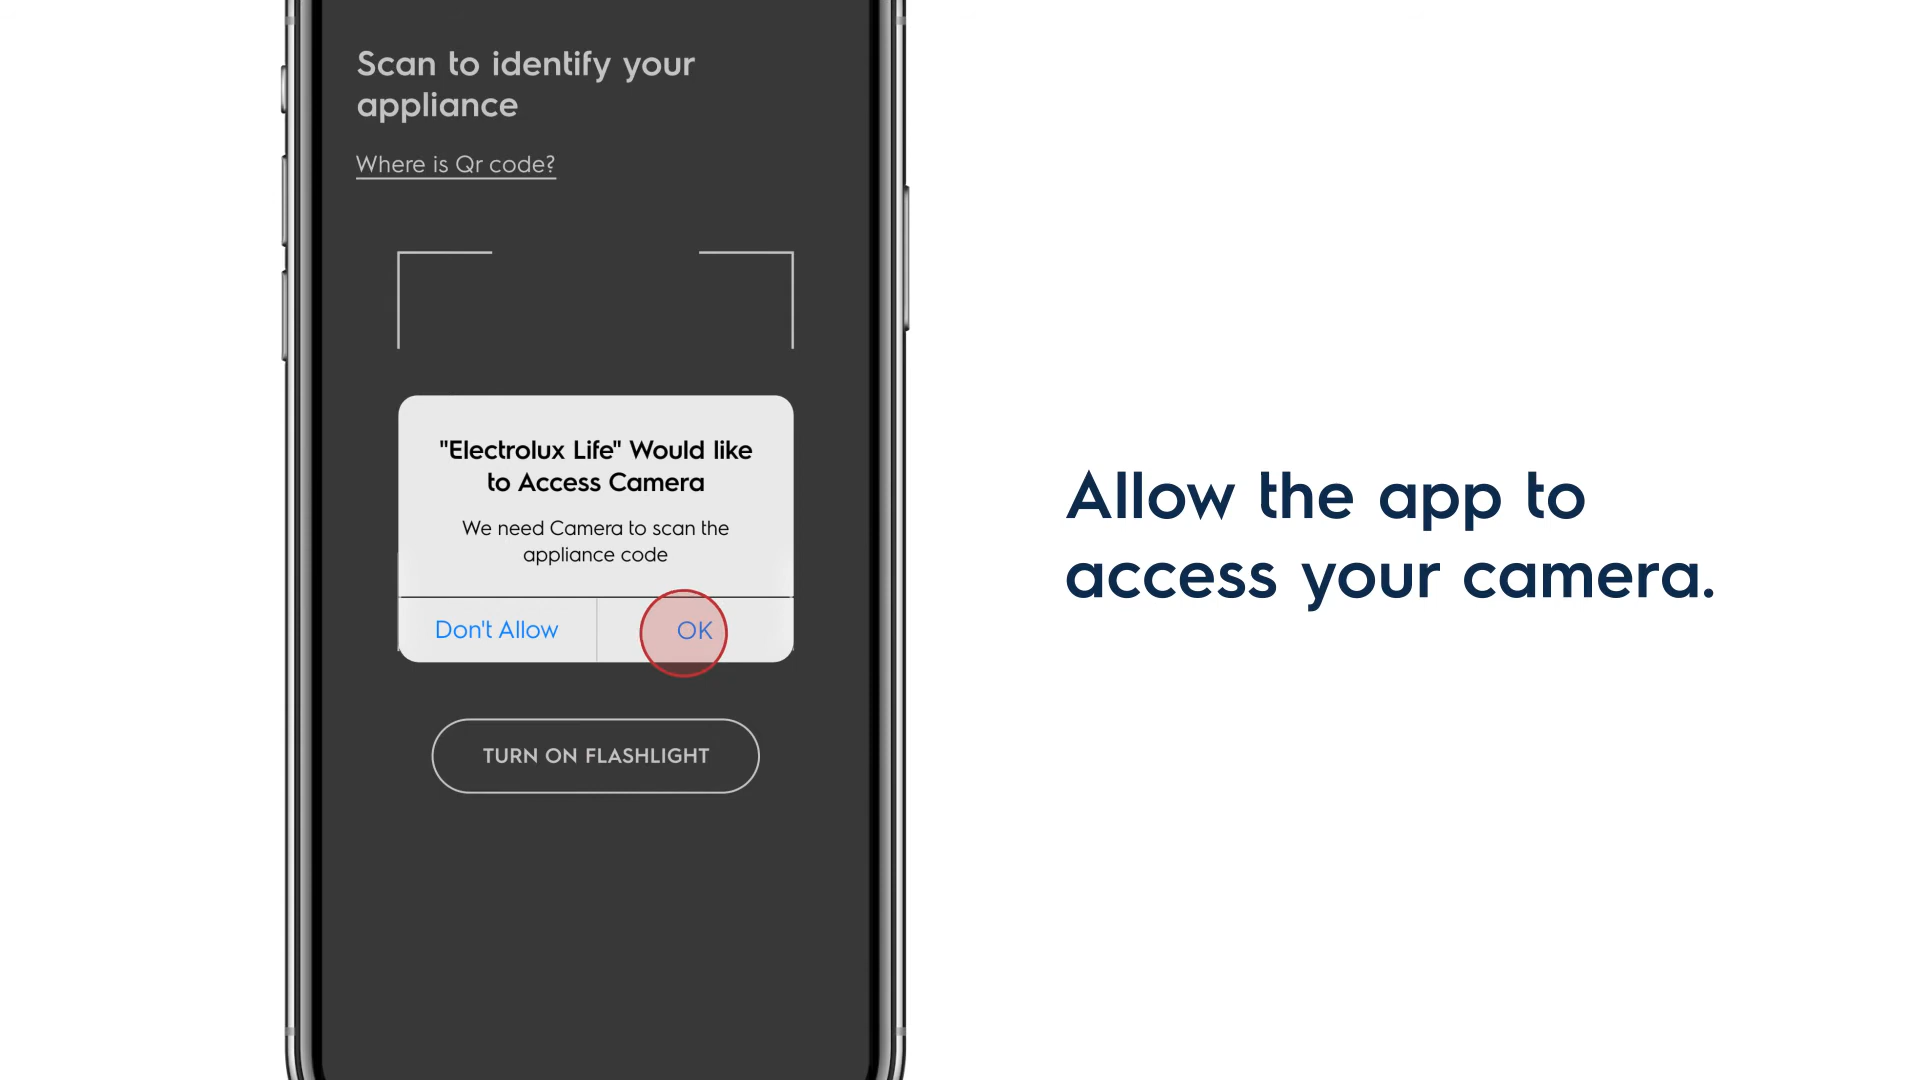 Scan to identify your
appliance
Where is Qr code?
"Electrolux Life" Would like
to Access Camera
We need Camera to scan the
appliance code
Don't Allow
OK
TURN ON FLASHLIGHT
Allow the app to
access your camera.